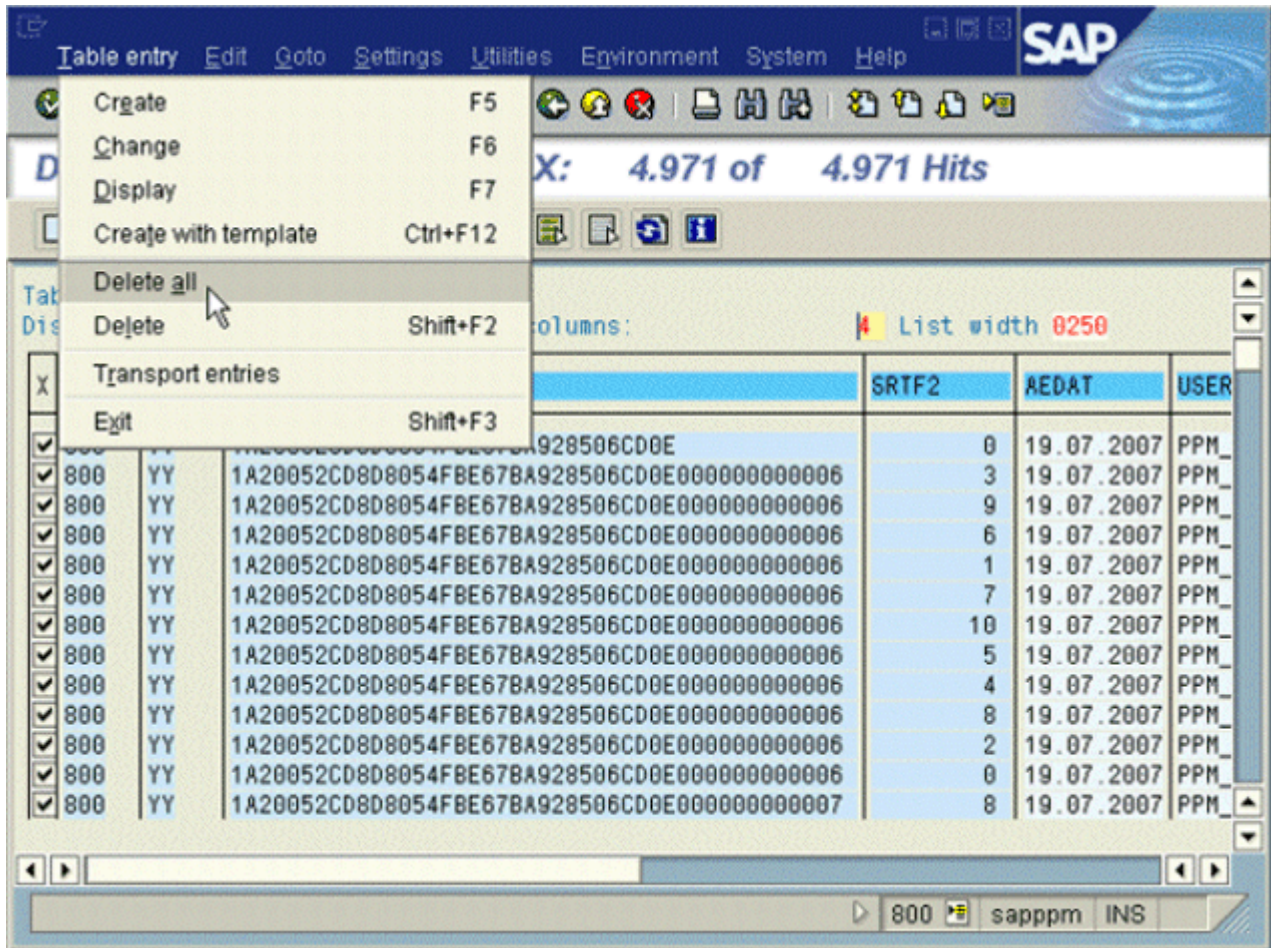 Table entry Edit Goto Settings Utilities Environment System Help SAP
Create F5
Change F6
D X: 4.971 of 4.971 Hits
Display F7
Create with template Ctrl+F12
Delete all
Tab
Delete Shift+F2
Dis columns: 4 List width 0250
Transport entries
X SRTF2 AEDAT USER
Exit Shift+F3
0 19.07.2007 PPM_
800 YY 1A20052CD8D8054FBE67BA928506CD0E000000000006 3 19.07.2007 PPM_
800 YY 1A20052CD8D8054FBE67BA928506CD0E000000000006 9 19.07.2007 PPM_
800 YY 1A20052CD8D8054FBE67BA928506CD0E000000000006 6 19.07.2007 PPM_
800 YY 1A20052CD8D8054FBE67BA928506CD0E000000000006 1 19.07.2007 PPM_
800 YY 1A20052CD8D8054FBE67BA928506CD0E000000000006 7 19.07.2007 PPM_
800 YY 1A20052CD8D8054FBE67BA928506CD0E000000000006 10 19.07.2007 PPM_
800 YY 1A20052CD8D8054FBE67BA928506CD0E000000000006 5 19.07.2007 PPM_
800 YY 1A20052CD8D8054FBE67BA928506CD0E000000000006 4 19.07.2007 PPM_
800 YY 1A20052CD8D8054FBE67BA928506CD0E000000000006 8 19.07.2007 PPM_
800 YY 1A20052CD8D8054FBE67BA928506CD0E000000000006 2 19.07.2007 PPM_
800 YY 1A20052CD8D8054FBE67BA928506CD0E000000000006 0 19.07.2007 PPM_
800 YY 1A20052CD8D8054FBE67BA928506CD0E000000000007 8 19.07.2007 PPM_
800 sapppm INS